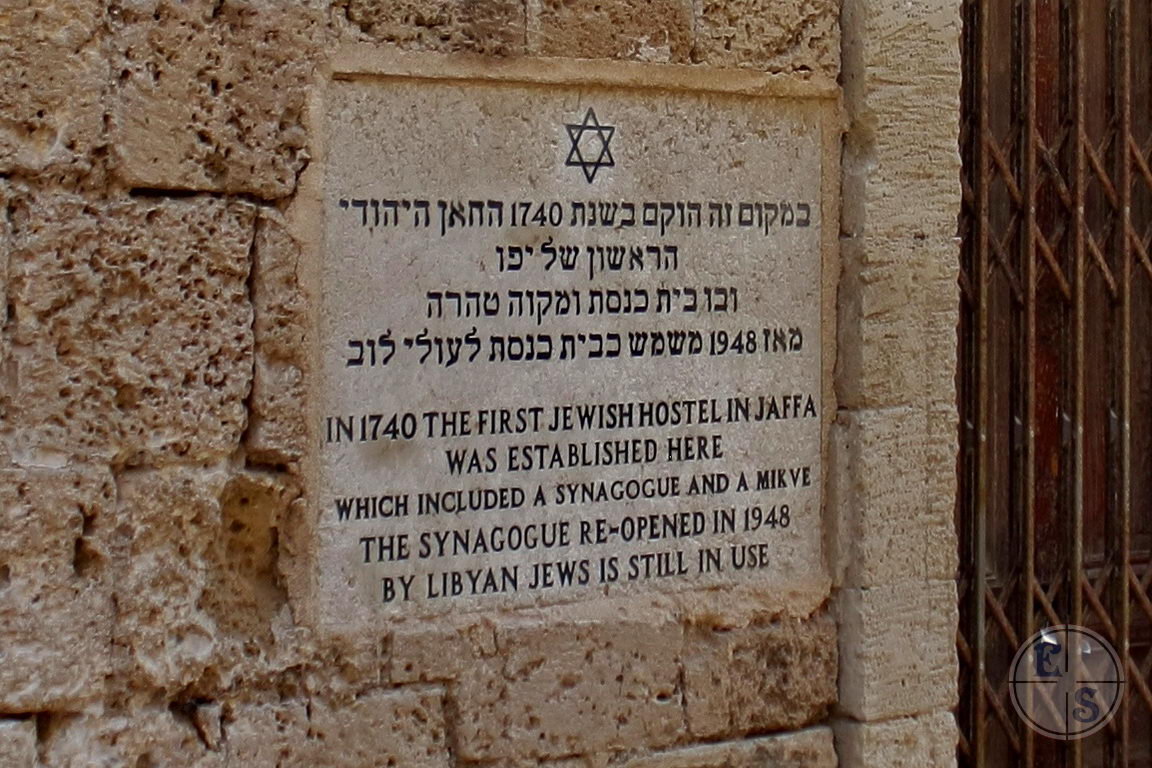 במקום זה הוקם בשנת 1740 החאן היהודי
הראשון של יפו
ובו בית כנסת ומקוה טהרה
מאז 1948 משמש כבית כנסת לעולי לוב
IN 1740 THE FIRST JEWISH HOSTEL IN JAFFA
WAS ESTABLISHED HERE
WHICH INCLUDED A SYNAGOGUE AND A MIKVE
THE SYNAGOGUE RE-OPENED IN 1948
BY LIBYAN JEWS IS STILL IN USE
E
K S